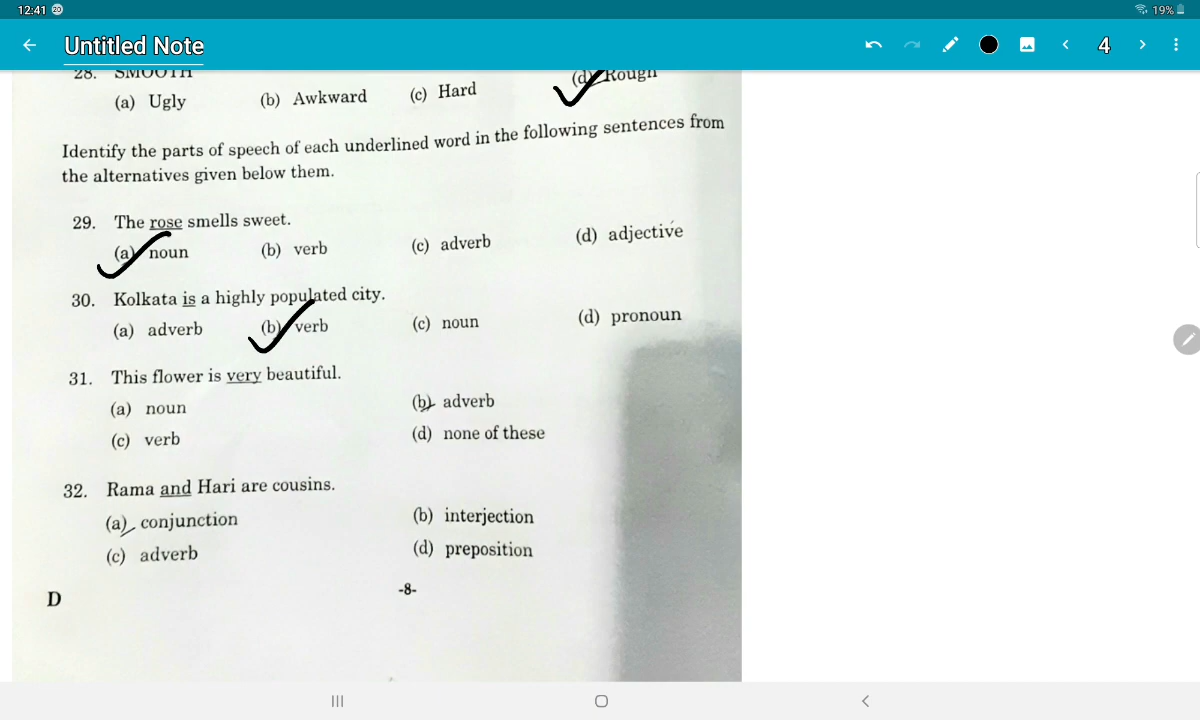 12:41 20 19%
Untitled Note 4
28. SMOOTH
(a) Ugly (b) Awkward (c) Hard (d) Rough
Identify the parts of speech of each underlined word in the following sentences from
the alternatives given below them.
29. The rose smells sweet.
(a) noun (b) verb (c) adverb (d) adjective
30. Kolkata is a highly populated city.
(a) adverb (b) verb (c) noun (d) pronoun
31. This flower is very beautiful.
(a) noun (b) adverb
(c) verb (d) none of these
32. Rama and Hari are cousins.
(a) conjunction (b) interjection
(c) adverb (d) preposition
D -8-